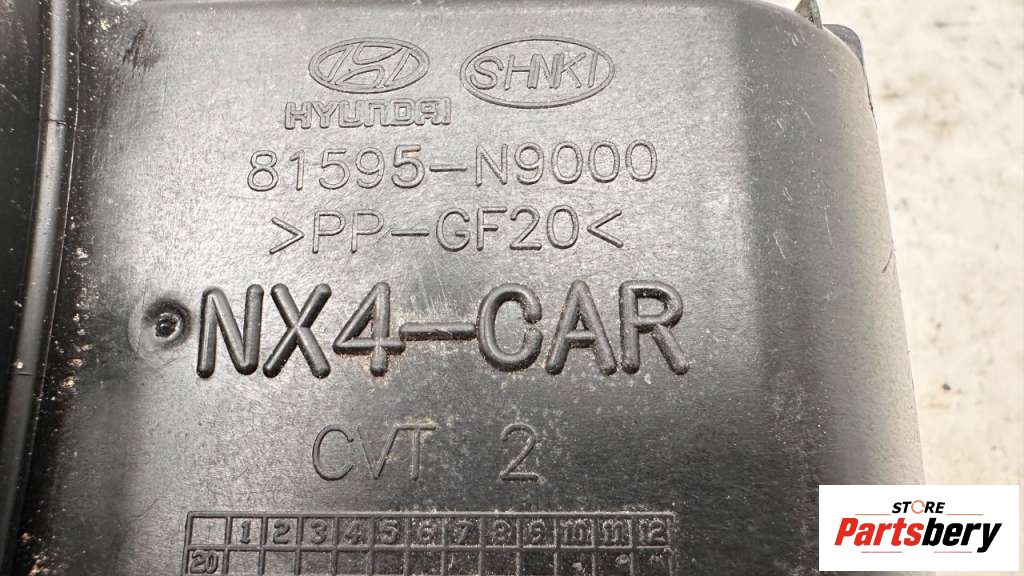 HYUNDAI
SHNKI
81595-N9000
>PP-GF20<
NX4-CAR
CVT 2
1 2 3 4 5 6 7 8 9 10 11 12
20
STORE
Partsbery